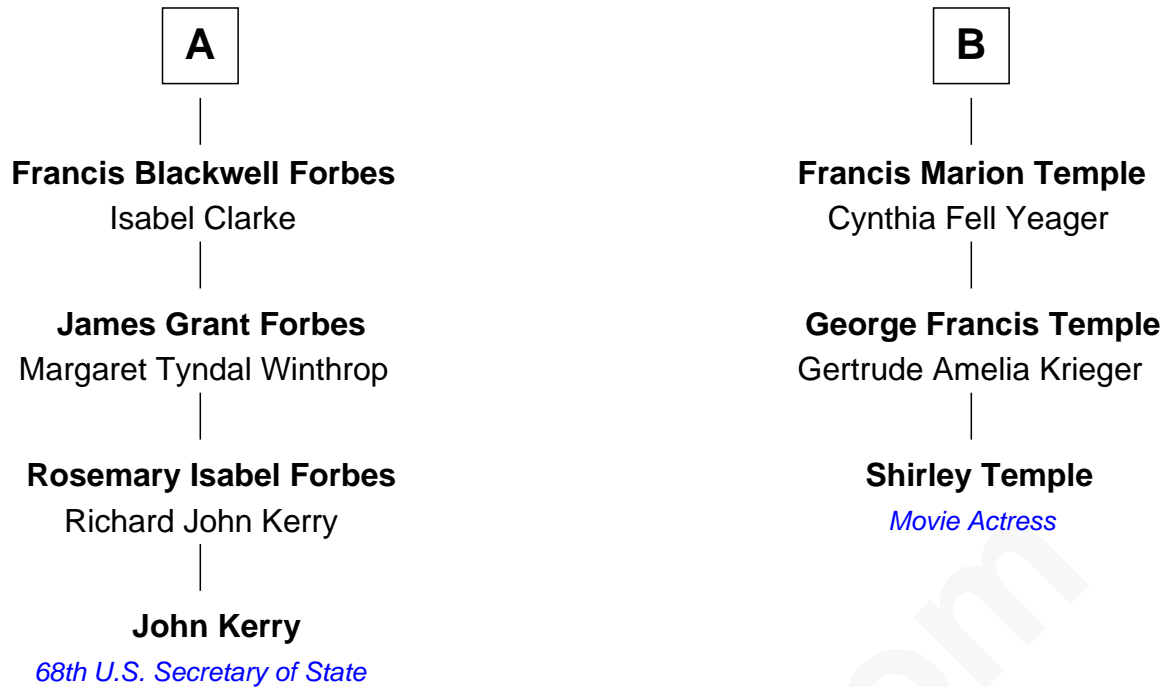 A
Francis Blackwell Forbes
Isabel Clarke
James Grant Forbes
Margaret Tyndal Winthrop
Rosemary Isabel Forbes
Richard John Kerry
John Kerry
68th U.S. Secretary of State
B
Francis Marion Temple
Cynthia Fell Yeager
George Francis Temple
Gertrude Amelia Krieger
Shirley Temple
Movie Actress
om